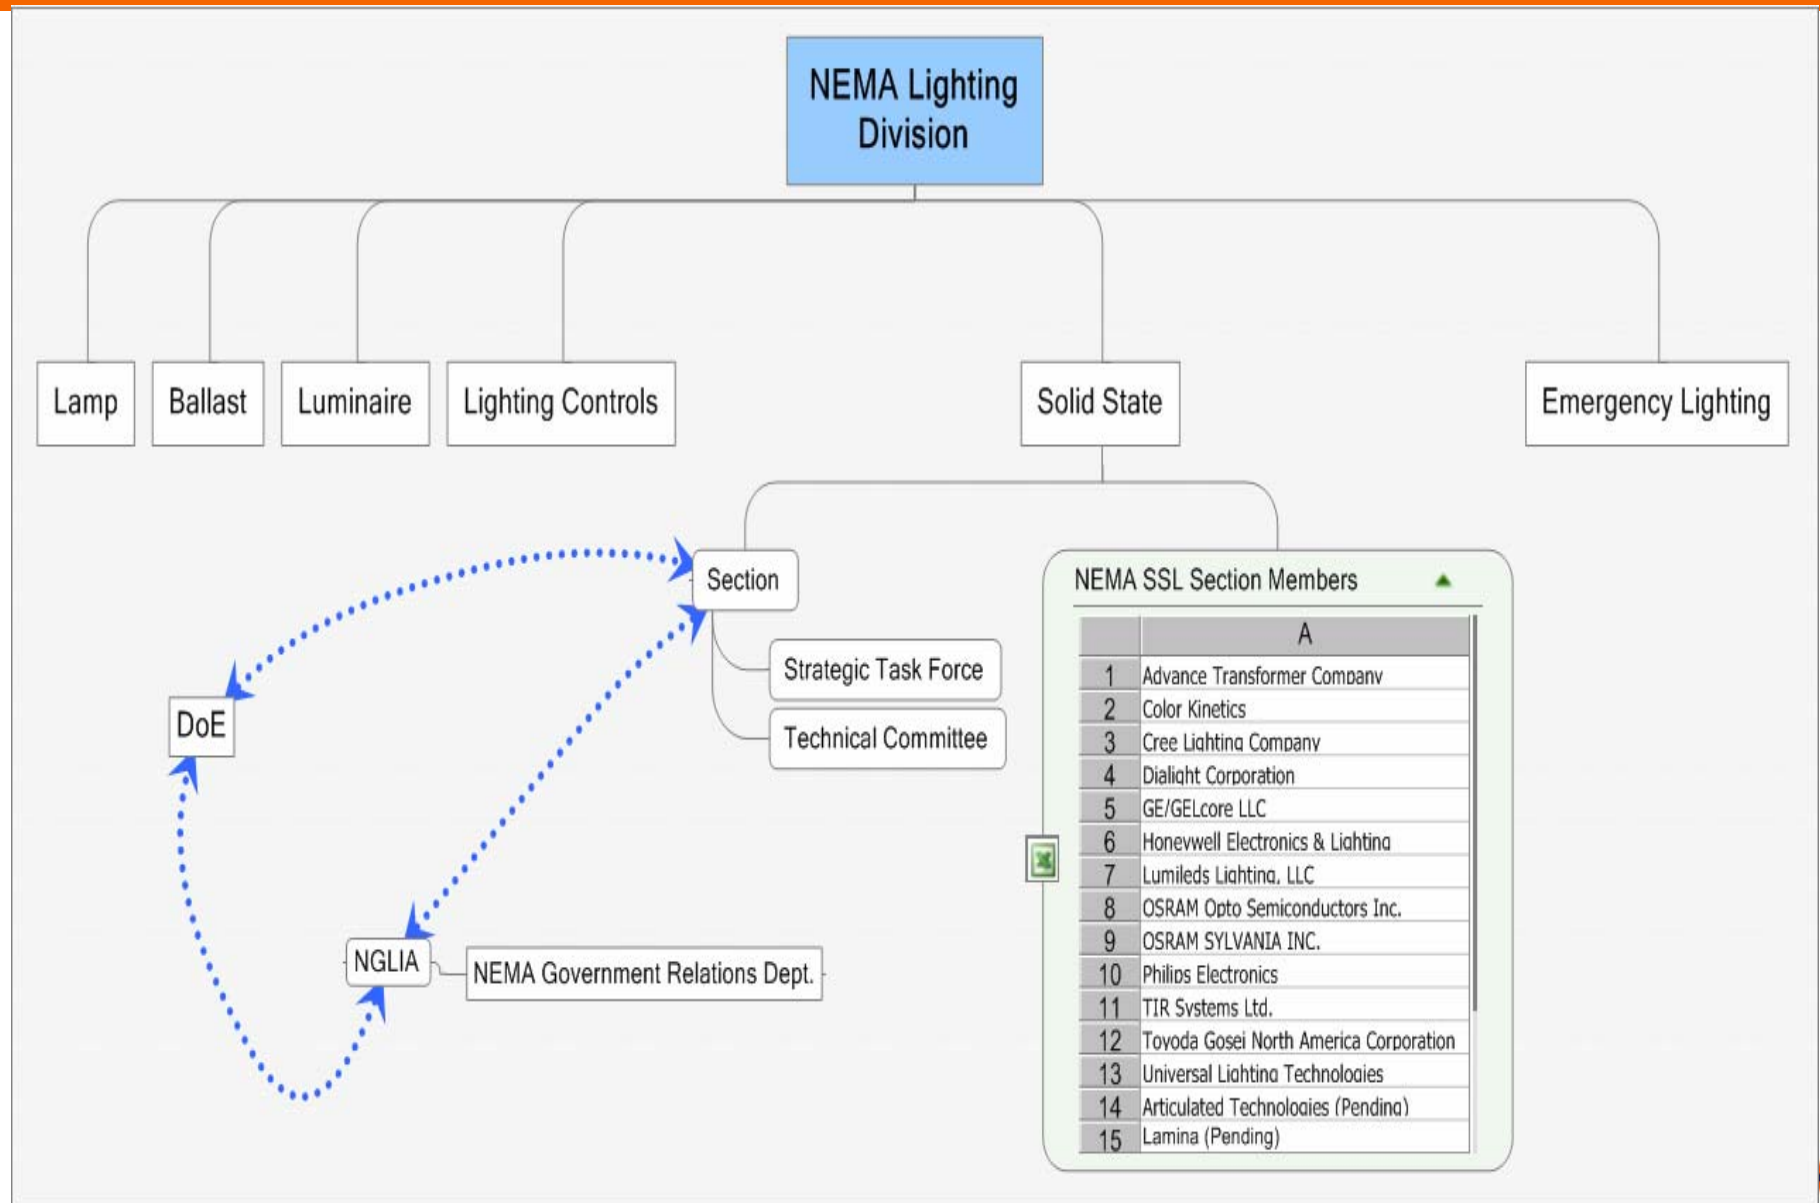 NEMA Lighting
Division
Lamp
Ballast
Luminaire
Lighting Controls
Solid State
Emergency Lighting
Section
Strategic Task Force
Technical Committee
DoE
NGLIA
NEMA Government Relations Dept.
NEMA SSL Section Members
A
1 Advance Transformer Company
2 Color Kinetics
3 Cree Lighting Company
4 Dialight Corporation
5 GE/GELcore LLC
6 Honeywell Electronics & Lighting
7 Lumileds Lighting, LLC
8 OSRAM Opto Semiconductors Inc.
9 OSRAM SYLVANIA INC.
10 Philips Electronics
11 TIR Systems Ltd.
12 Toyoda Gosei North America Corporation
13 Universal Lighting Technologies
14 Articulated Technologies (Pending)
15 Lamina (Pending)